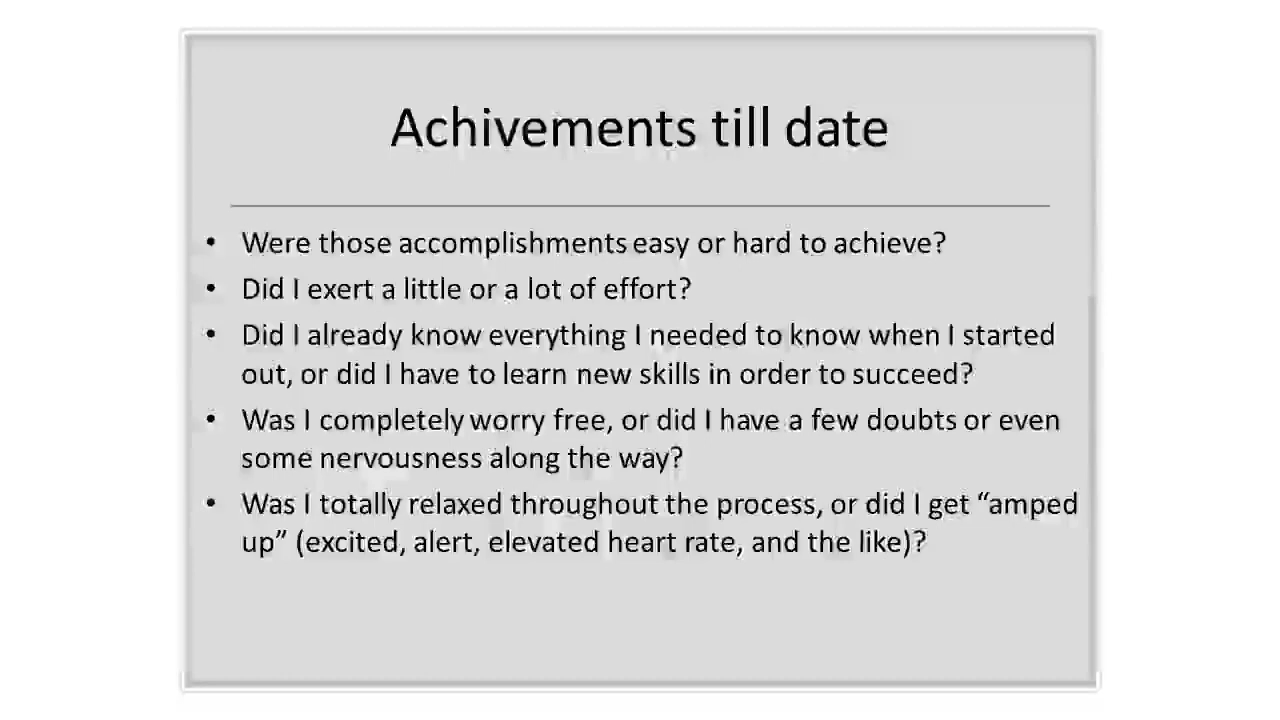 Achivements till date
• Were those accomplishments easy or hard to achieve?
• Did I exert a little or a lot of effort?
• Did I already know everything I needed to know when I started
out, or did I have to learn new skills in order to succeed?
• Was I completely worry free, or did I have a few doubts or even
some nervousness along the way?
• Was I totally relaxed throughout the process, or did I get “amped
up” (excited, alert, elevated heart rate, and the like)?